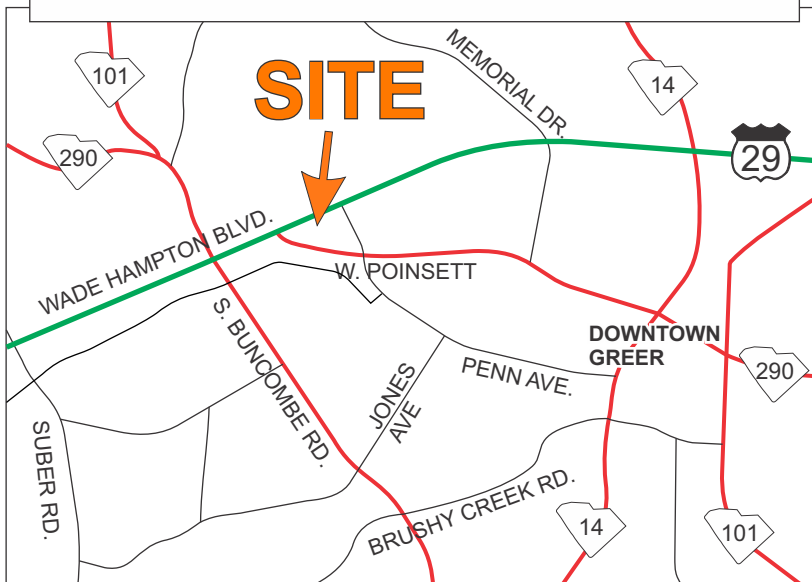 101
SITE
MEMORIAL DR.
14
290
29
WADE HAMPTON BLVD.
W. POINSETT
DOWNTOWN
GREER
S. BUNCOMBE RD.
PENN AVE.
290
JONES
AVE
SUBER RD.
BRUSHY CREEK RD.
14
101